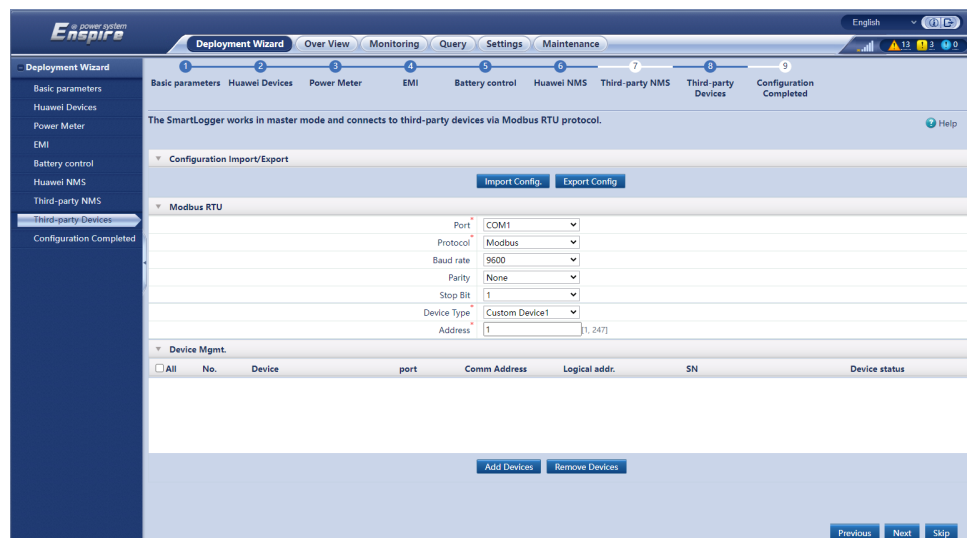 e power system
Enspire
English
Deployment Wizard Over View Monitoring Query Settings Maintenance
13 3 0
Deployment Wizard
Basic parameters
Huawei Devices
Power Meter
EMI
Battery control
Huawei NMS
Third-party NMS
Third-party Devices
Configuration Completed
1 2 3 4 5 6 7 8 9
Basic parameters Huawei Devices Power Meter EMI Battery control Huawei NMS Third-party NMS Third-party Devices Configuration Completed
The SmartLogger works in master mode and connects to third-party devices via Modbus RTU protocol.
Help
Configuration Import/Export
Import Config. Export Config
Modbus RTU
Port* COM1
Protocol* Modbus
Baud rate 9600
Parity None
Stop Bit 1
Device Type* Custom Device1
Address* 1 [1, 247]
Device Mgmt.
All No. Device port Comm Address Logical addr. SN Device status
Add Devices Remove Devices
Previous Next Skip